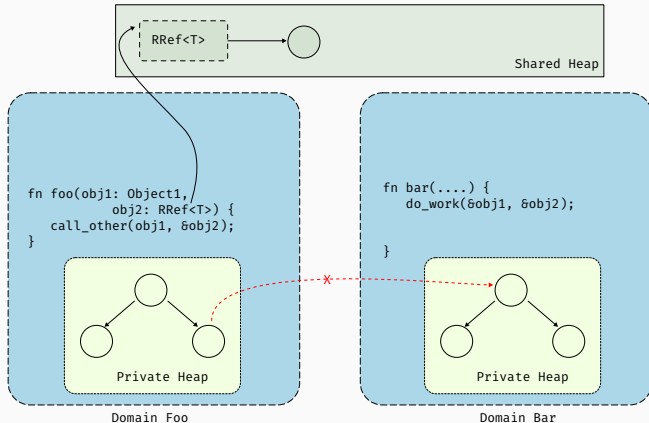 RRef<T>
Shared Heap
fn foo(obj1: Object1,
obj2: RRef<T>) {
call_other(obj1, &obj2);
}
fn bar(....) {
do_work(&obj1, &obj2);
}
X
Private Heap
Private Heap
Domain Foo
Domain Bar